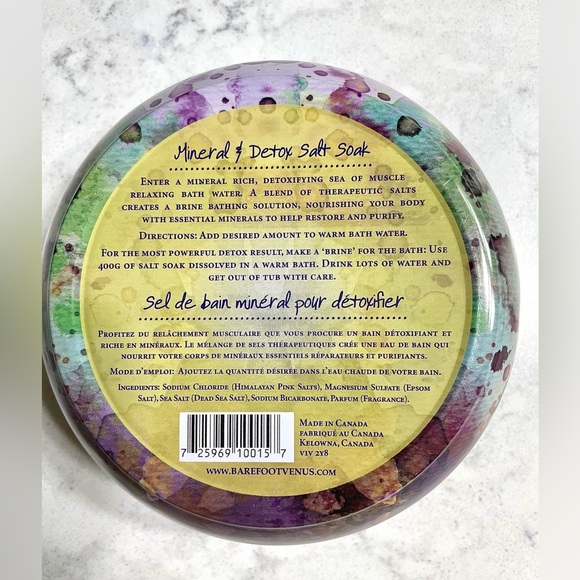 Mineral & Detox Salt Soak
Enter a mineral rich, detoxifying sea of muscle
relaxing bath water. A blend of therapeutic salts
creates a brine bathing solution, nourishing your body
with essential minerals to help restore and purify.
Directions: Add desired amount to warm bath water.
For the most powerful detox result, make a 'brine' for the bath: Use
400g of salt soak dissolved in a warm bath. Drink lots of water and
get out of tub with care.
Sel de bain minéral pour détoxifier
Profitez du relâchement musculaire que vous procure un bain détoxifiant et
riche en minéraux. Le mélange de sels thérapeutiques crée une eau de bain qui
nourrit votre corps de minéraux essentiels réparateurs et purifiants.
Mode d'emploi: Ajoutez la quantité désirée dans l'eau chaude de votre bain.
Ingredients: Sodium Chloride (Himalayan Pink Salts), Magnesium Sulfate (Epsom
Salt), Sea Salt (Dead Sea Salt), Sodium Bicarbonate, Parfum (Fragrance).
Made in Canada
fabriqué au Canada
Kelowna, Canada
V1V 2Y8
7 25969 10015 7
www.barefootvenus.com